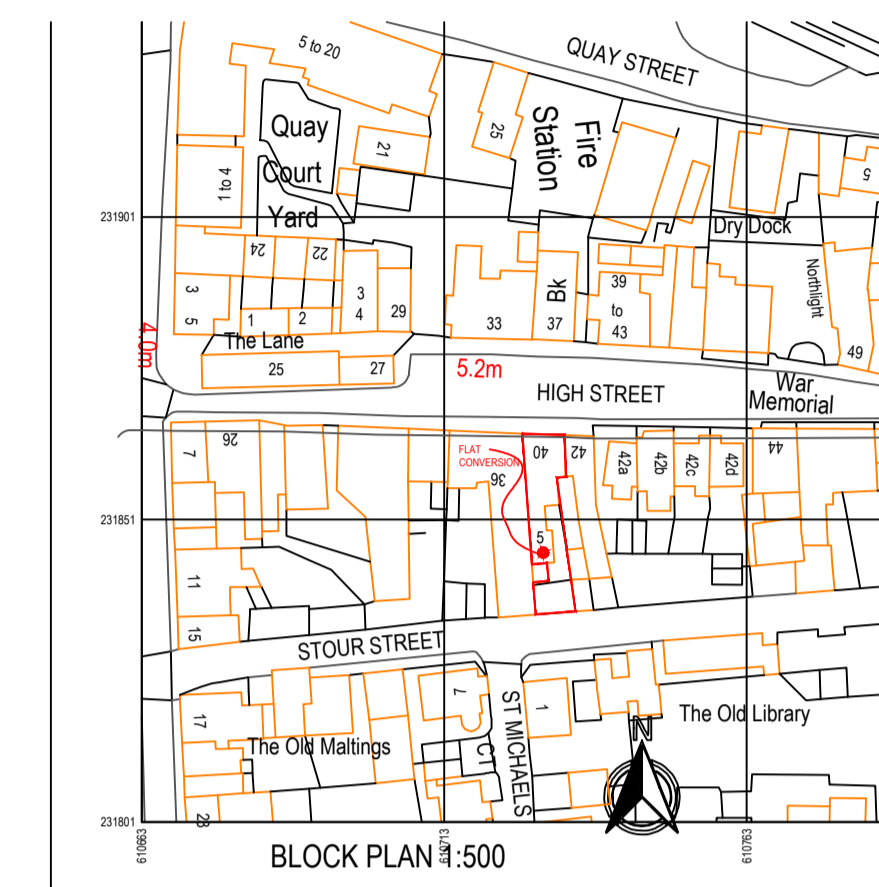 5 to 20
QUAY STREET
Quay
Court
Yard
21
25
Fire
Station
1 to 4
5
231901
Dry Dock
24
22
Bk
39
to
43
Northlight
3
5
1
2
3
4
29
33
37
49
The Lane
4.0m
25
27
5.2m
HIGH STREET
War
Memorial
7
26
FLAT
CONVERSION
36
40
42
42a
42b
42c
42d
44
231851
5
11
15
STOUR STREET
7
ST MICHAELS
CT
1
The Old Library
17
The Old Maltings
N
28
231801
610663
610713
610763
BLOCK PLAN 1:500